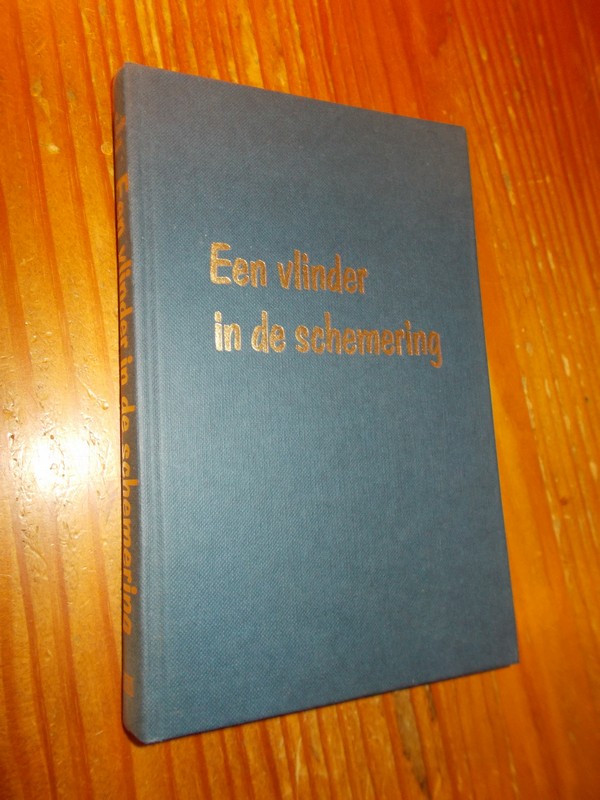 Een vlinder
in de schemering
Een vlinder in de schemering